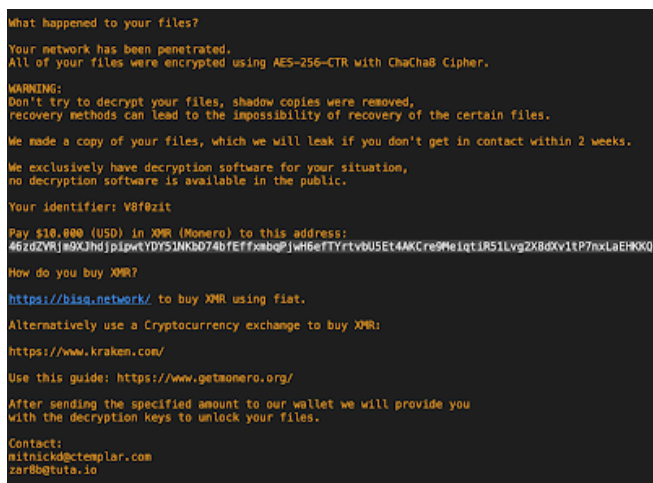 What happened to your files?
Your network has been penetrated.
All of your files were encrypted using AES-256-CTR with ChaCha8 Cipher.
WARNING:
Don't try to decrypt your files, shadow copies were removed,
recovery methods can lead to the impossibility of recovery of the certain files.
We made a copy of your files, which we will leak if you don't get in contact within 2 weeks.
We exclusively have decryption software for your situation,
no decryption software is available in the public.
Your identifier: V8f0zit
Pay $10.000 (USD) in XMR (Monero) to this address:
How do you buy XMR?
https://bisq.network/ to buy XMR using fiat.
Alternatively use a Cryptocurrency exchange to buy XMR:
https://www.kraken.com/
Use this guide: https://www.getmonero.org/
After sending the specified amount to our wallet we will provide you
with the decryption keys to unlock your files.
Contact:
mitnickd@ctemplar.com
zar8b@tuta.io